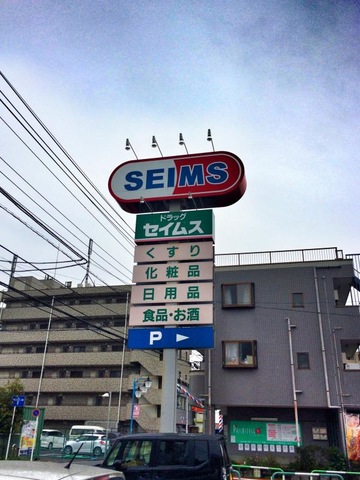 SEIMS
ドラッグ
セイムス
くすり
化粧品
日用品
食品・お酒
P ►